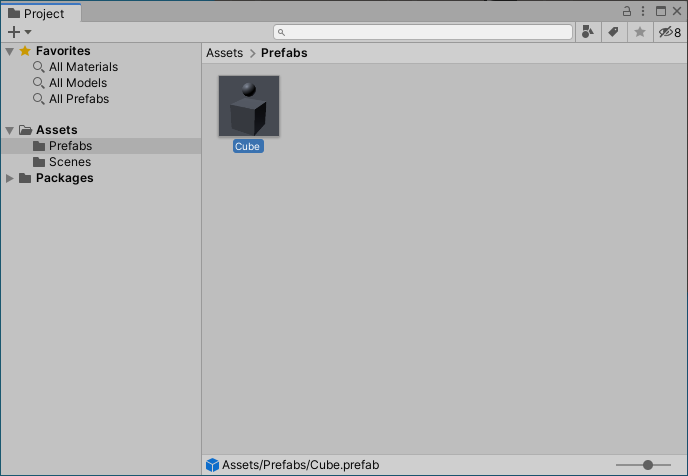 Project
8
Favorites
All Materials
All Models
All Prefabs
Assets
Prefabs
Scenes
Packages
Assets > Prefabs
Cube
Assets/Prefabs/Cube.prefab